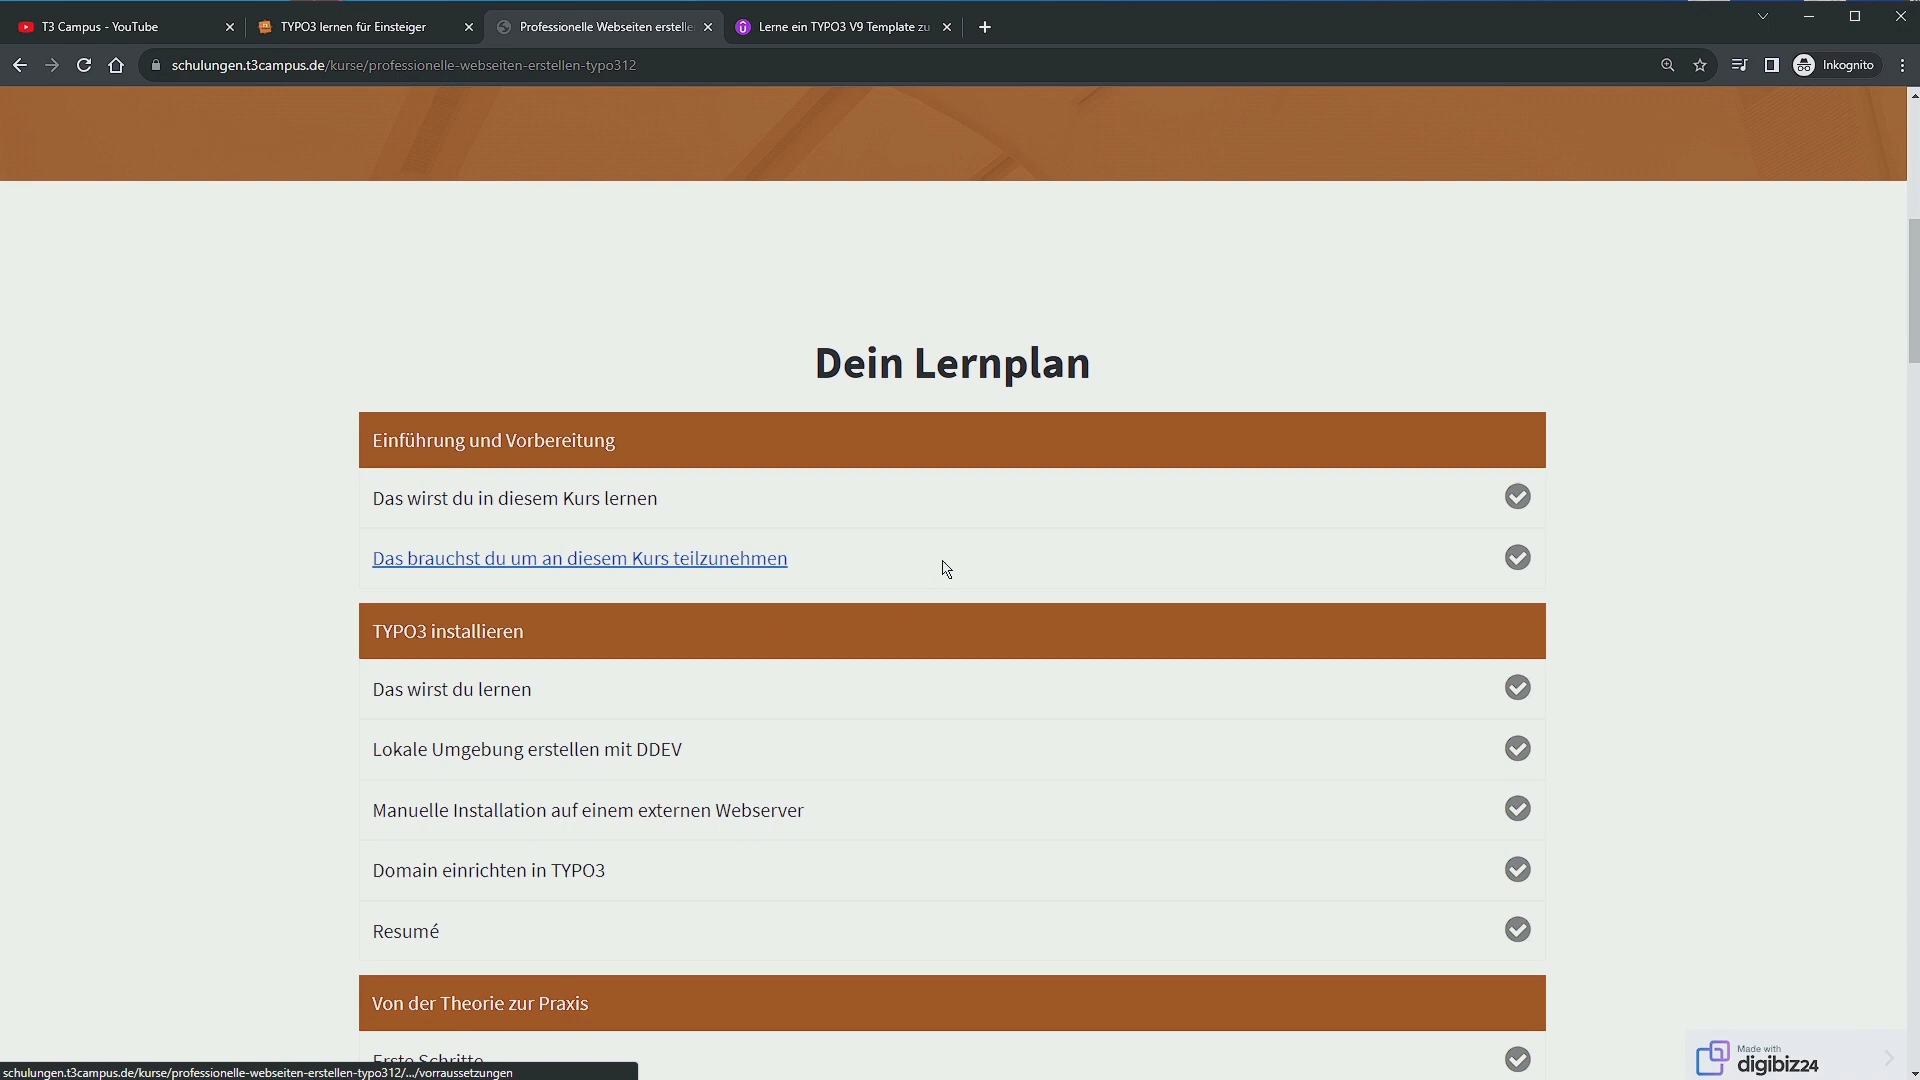 T3 Campus - YouTube
TYPO3 lernen für Einsteiger
Professionelle Webseiten erstelle
Lerne ein TYPO3 V9 Template zu
schulungen.t3campus.de/kurse/professionelle-webseiten-erstellen-typo312
Inkognito
Dein Lernplan
Einführung und Vorbereitung
Das wirst du in diesem Kurs lernen
Das brauchst du um an diesem Kurs teilzunehmen
TYPO3 installieren
Das wirst du lernen
Lokale Umgebung erstellen mit DDEV
Manuelle Installation auf einem externen Webserver
Domain einrichten in TYPO3
Resumé
Von der Theorie zur Praxis
Erste Schritte
Made with
digibiz24
schulungen.t3campus.de/kurse/professionelle-webseiten-erstellen-typo312/.../vorraussetzungen